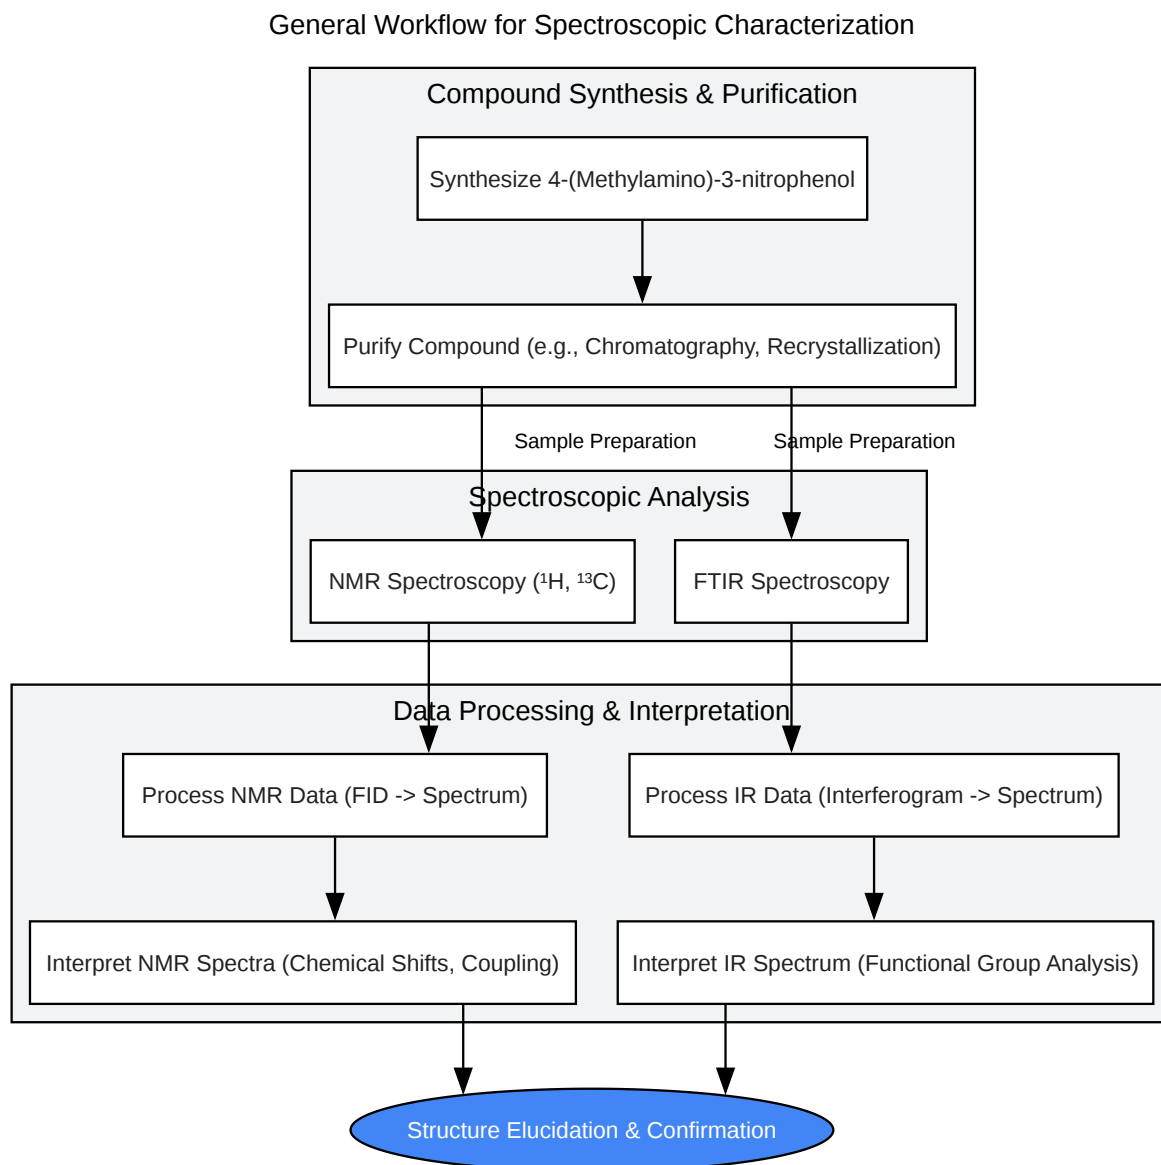 General Workflow for Spectroscopic Characterization
Compound Synthesis & Purification
Synthesize 4-(Methylamino)-3-nitrophenol
Purify Compound (e.g., Chromatography, Recrystallization)
Sample Preparation
Sample Preparation
Spectroscopic Analysis
NMR Spectroscopy (¹H, ¹³C)
FTIR Spectroscopy
Data Processing & Interpretation
Process NMR Data (FID -> Spectrum)
Process IR Data (Interferogram -> Spectrum)
Interpret NMR Spectra (Chemical Shifts, Coupling)
Interpret IR Spectrum (Functional Group Analysis)
Structure Elucidation & Confirmation